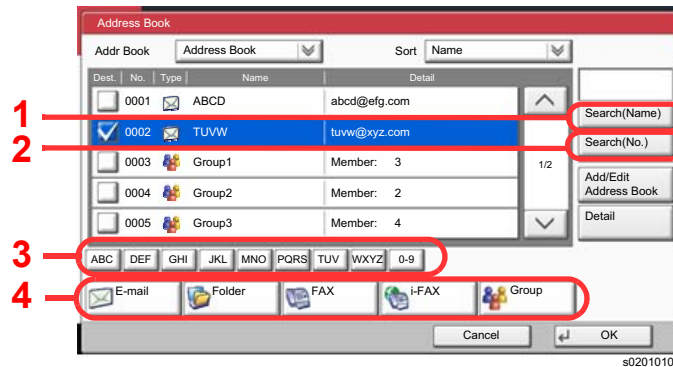 Address Book
Addr Book Address Book Sort Name
Dest. No. Type Name Detail
0001 ABCD abcd@efg.com
1 Search(Name)
0002 TUVW tuvw@xyz.com
2 Search(No.)
0003 Group1 Member: 3 1/2
Add/Edit
Address Book
0004 Group2 Member: 2
0005 Group3 Member: 4 Detail
3 ABC DEF GHI JKL MNO PQRS TUV WXYZ 0-9
4 E-mail Folder FAX i-FAX Group
Cancel OK
s0201010